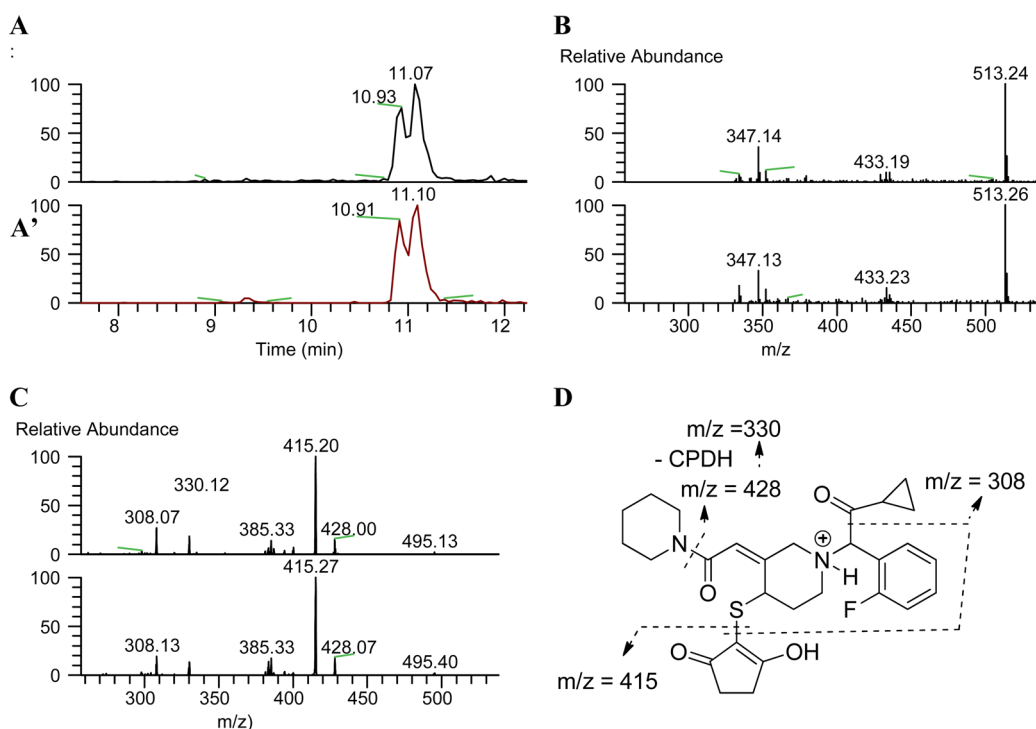 A
:
11.07
10.93
100
50
0
A’
11.10
10.91
100
50
0
8 9 10 11 12
Time (min)
B
Relative Abundance
513.24
100
347.14
433.19
50
0
513.26
100
347.13
433.23
50
0
300 350 400 450 500
m/z
C
Relative Abundance
415.20
100
330.12
308.07
385.33
428.00
495.13
50
0
415.27
100
308.13
385.33
428.07
495.40
50
0
300 350 400 450 500
m/z)
D
m/z =330
- CPDH
m/z = 428
m/z = 308
O
N
O
N
+
H
F
S
O
OH
m/z = 415